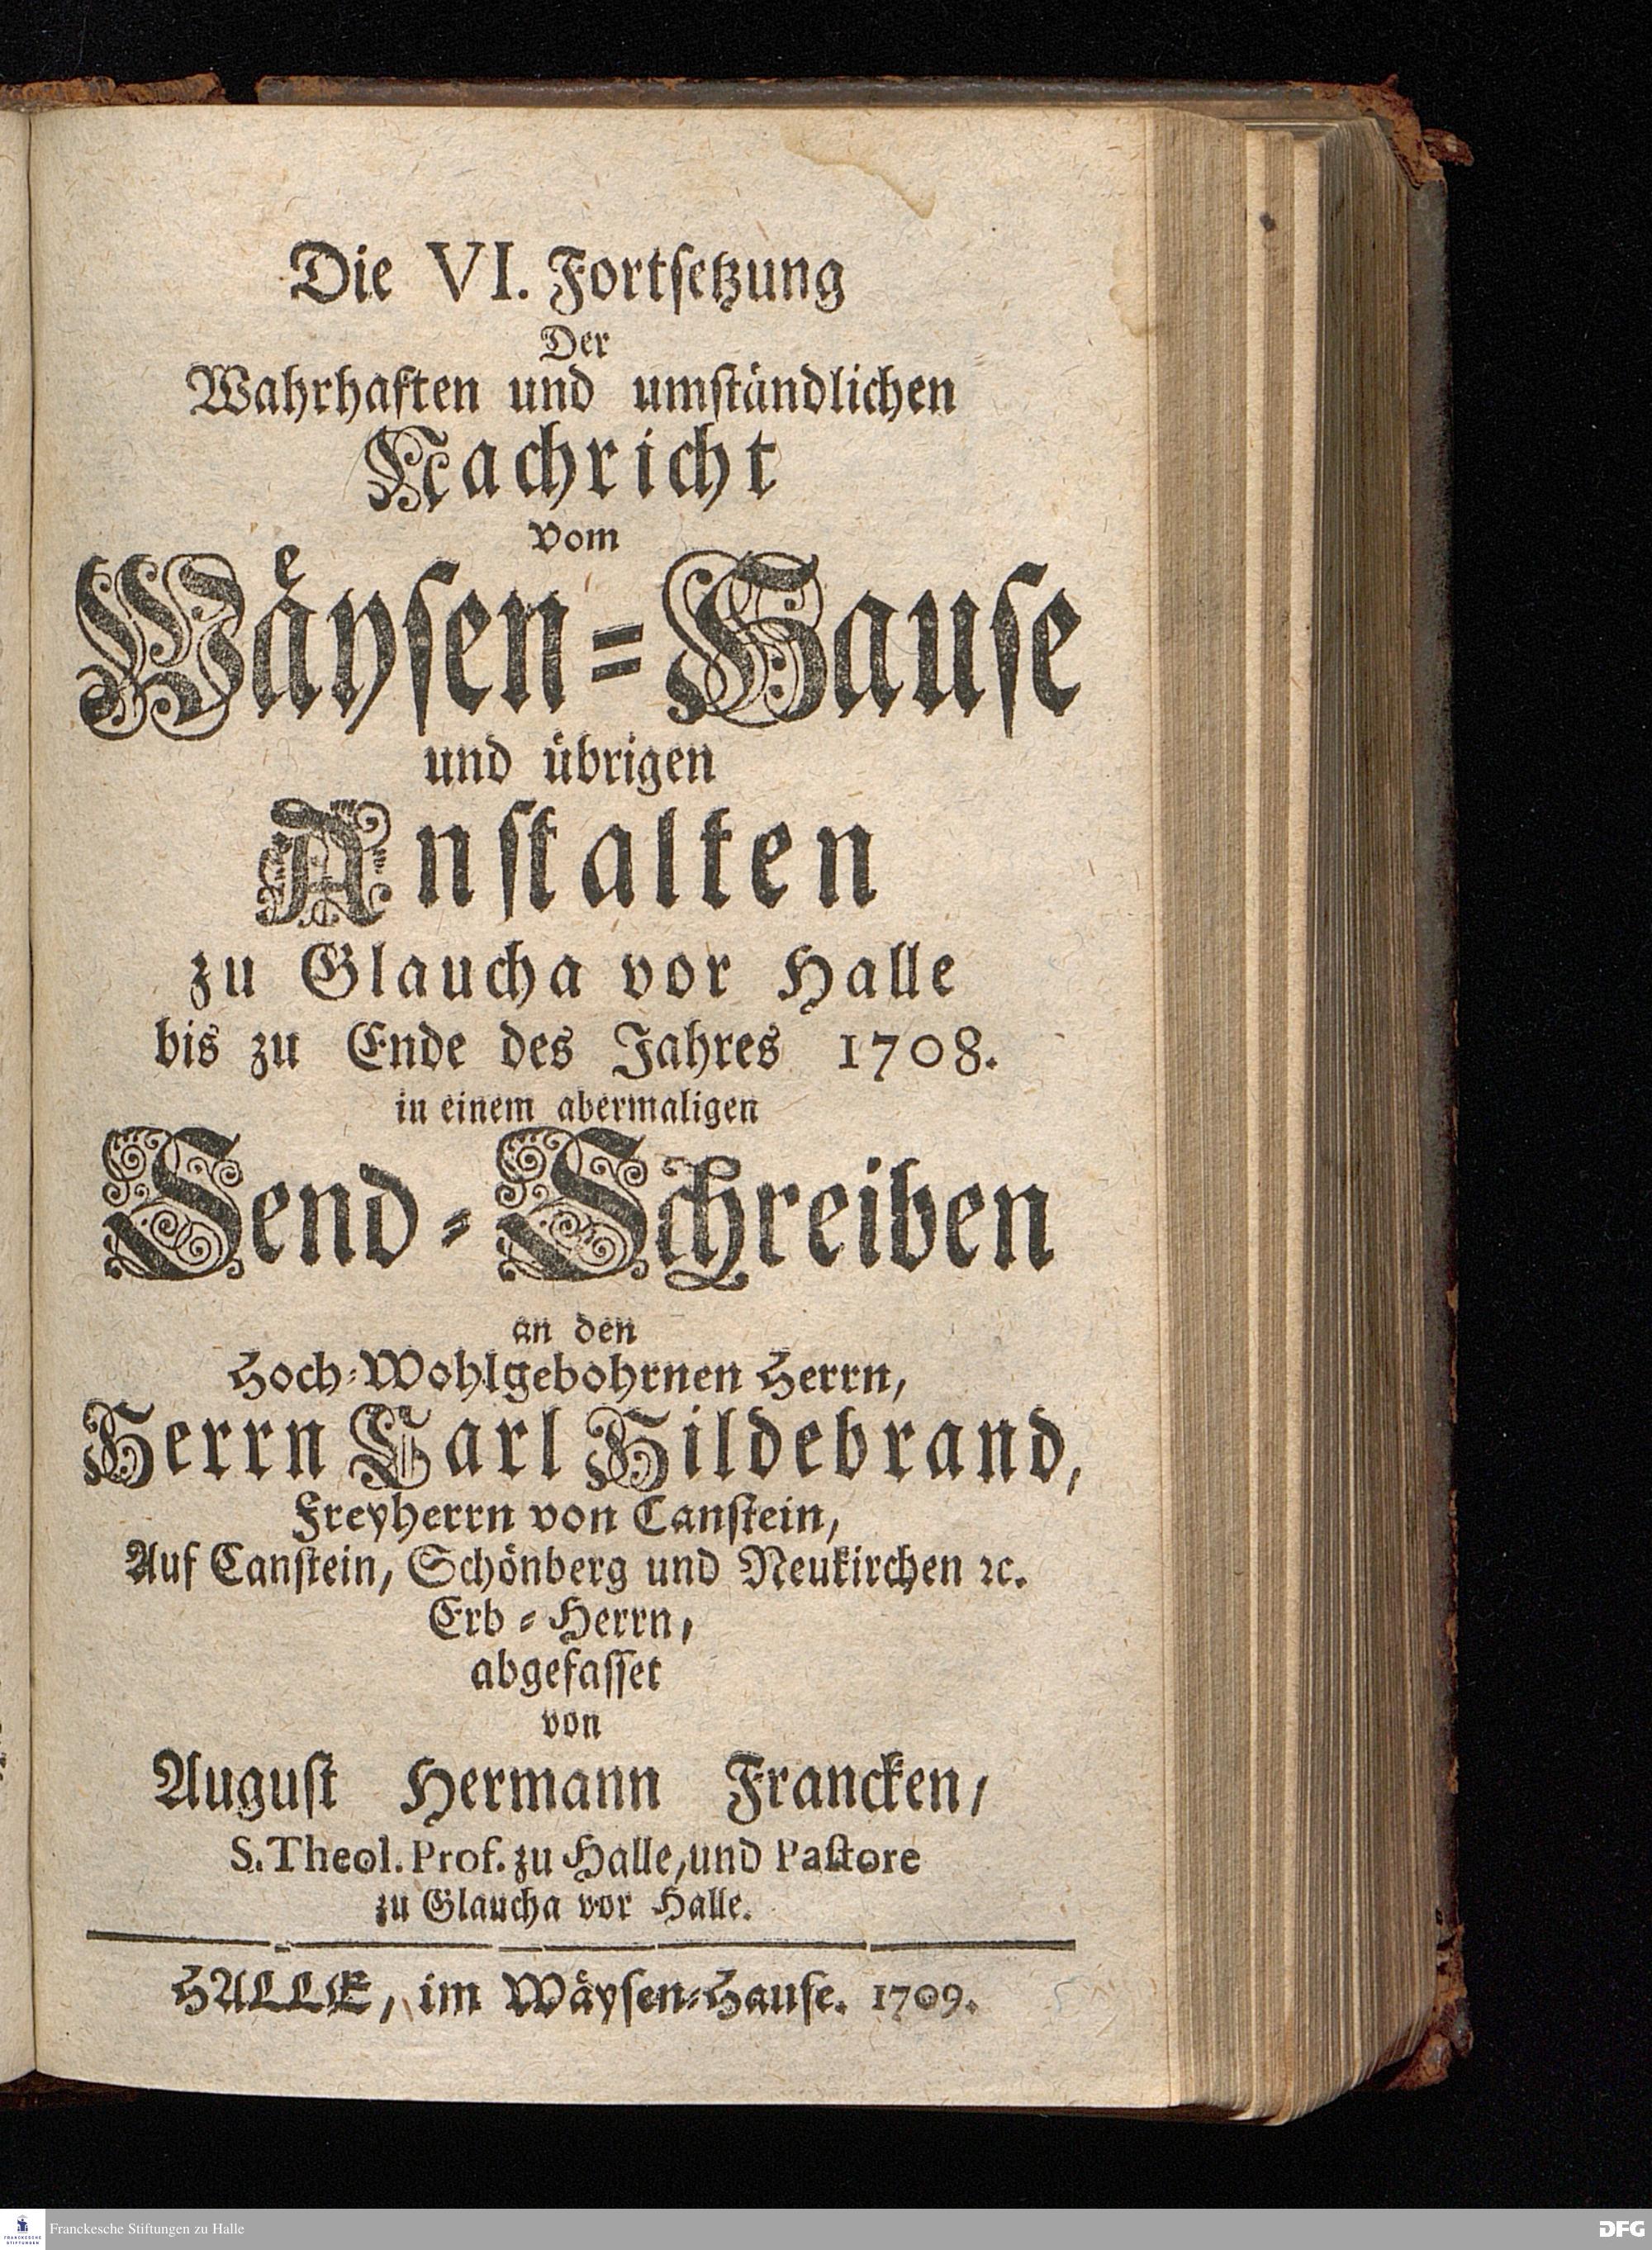 Die VI. Fortſetzung
Der
Wahrhaften und umſtändlichen
Nachricht
vom
Wäyſen-Hauſe
und übrigen
Anſtalten
zu Glaucha vor Halle
bis zu Ende des Jahres 1708.
in einem abermaligen
Send-Schreiben
an den
Hoch-Wohlgebohrnen Herrn,
Herrn Carl Hildebrand,
Freyherrn von Canſtein,
Auf Canſtein, Schönberg und Neukirchen ꝛc.
Erb-Herrn,
abgefaſſet
von
Auguſt Hermann Francken,
S. Theol. Prof. zu Halle, und Paſtore
zu Glaucha vor Halle.
HALLE, im Wäyſen-Hauſe. 1709.
FRANCKESCHE STIFTUNGEN
Franckesche Stiftungen zu Halle
DFG